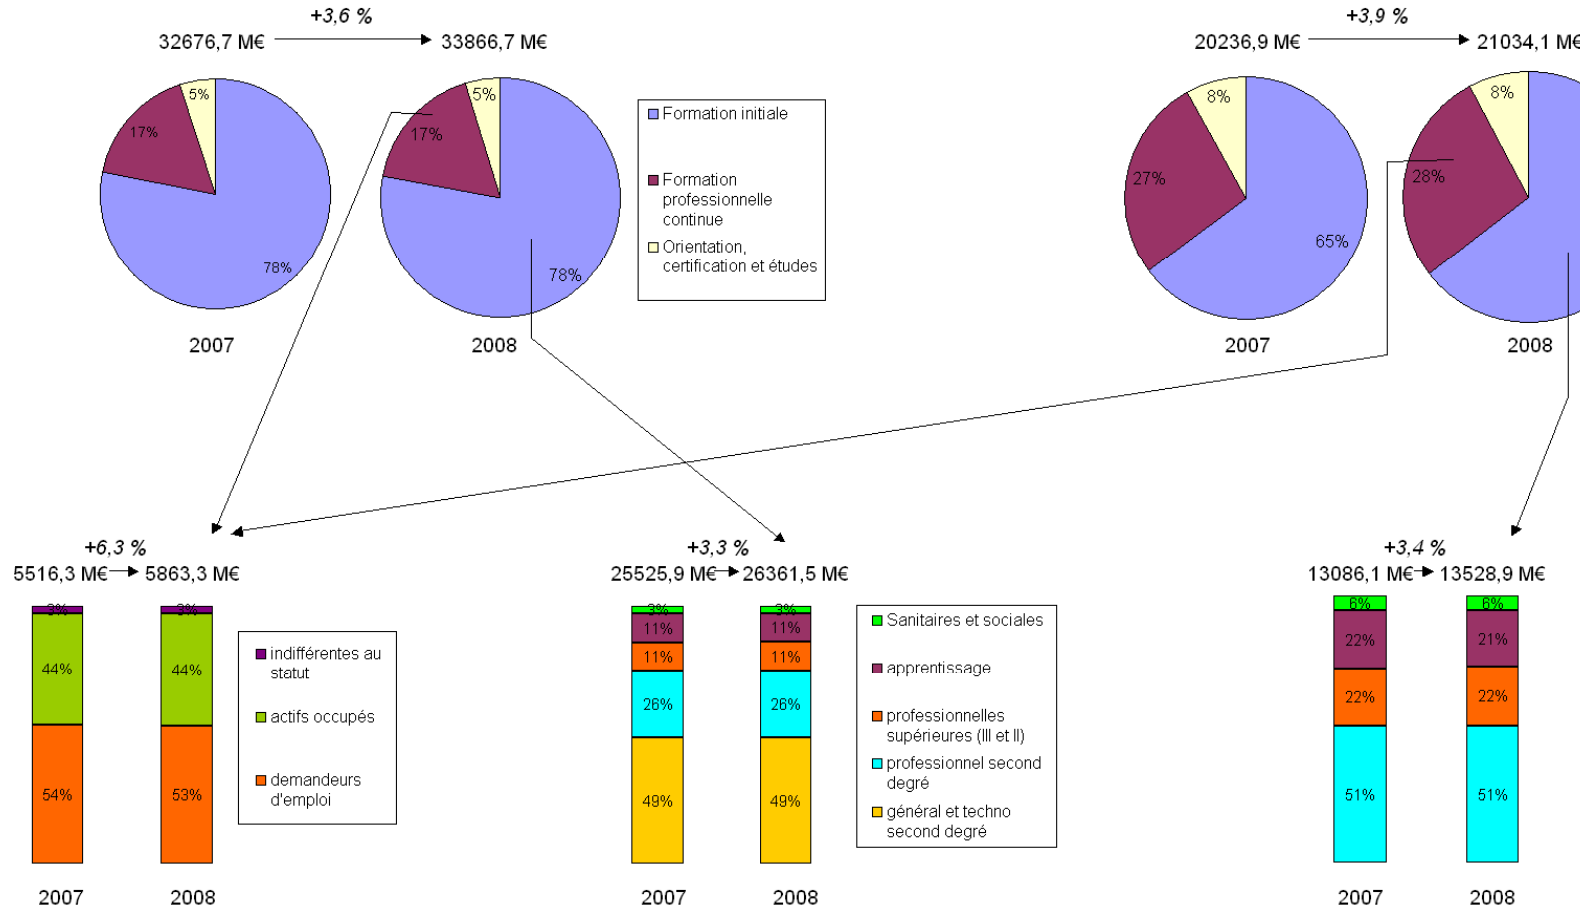 +3,6 %
32676,7 M€
33866,7 M€
+3,9 %
20236,9 M€
21034,1 M€
5%
17%
78%
2007
5%
17%
78%
2008
Formation initiale
Formation
professionnelle
continue
Orientation,
certification et études
8%
27%
65%
2007
8%
28%
2008
+6,3 %
5516,3 M€
5863,3 M€
3%
44%
54%
2007
3%
44%
53%
2008
indifférentes au
statut
actifs occupés
demandeurs
d'emploi
+3,3 %
25525,9 M€
26361,5 M€
3%
11%
11%
26%
49%
2007
3%
11%
11%
26%
49%
2008
Sanitaires et sociales
apprentissage
professionnelles
supérieures (III et II)
professionnel second
degré
général et techno
second degré
+3,4 %
13086,1 M€
13528,9 M€
6%
22%
22%
51%
2007
6%
21%
22%
51%
2008